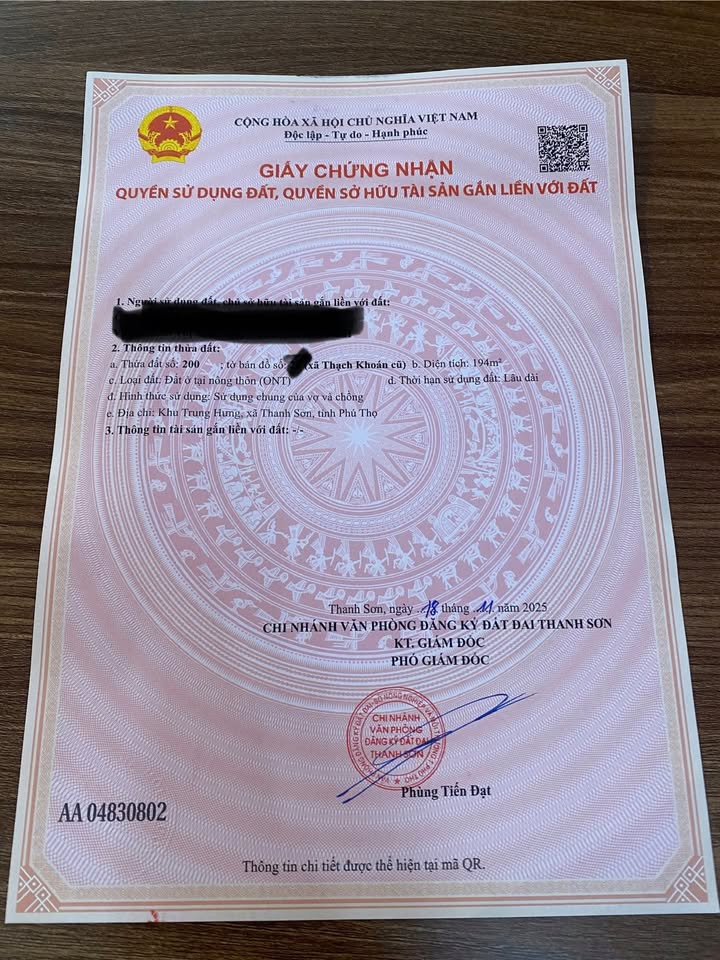 CỘNG HÒA XÃ HỘI CHỦ NGHĨA VIỆT NAM
Độc lập - Tự do - Hạnh phúc
GIẤY CHỨNG NHẬN
QUYỀN SỬ DỤNG ĐẤT, QUYỀN SỞ HỮU TÀI SẢN GẮN LIỀN VỚI ĐẤT
1. Người sử dụng đất, chủ sở hữu tài sản gắn liền với đất:
2. Thông tin thửa đất:
a. Thửa đất số: 200 ; tờ bản đồ số: (xã Thạch Khoán cũ) b. Diện tích: 194m²
c. Loại đất: Đất ở tại nông thôn (ONT) d. Thời hạn sử dụng đất: Lâu dài
đ. Hình thức sử dụng: Sử dụng chung của vợ và chồng
e. Địa chỉ: Khu Trung Hưng, xã Thanh Sơn, tỉnh Phú Thọ
3. Thông tin tài sản gắn liền với đất: -/-
Thanh Sơn, ngày 18 tháng 11 năm 2025
CHI NHÁNH VĂN PHÒNG ĐĂNG KÝ ĐẤT ĐAI THANH SƠN
KT. GIÁM ĐỐC
PHÓ GIÁM ĐỐC
CHI NHÁNH
VĂN PHÒNG
ĐĂNG KÝ ĐẤT ĐAI
THANH SƠN
Phùng Tiến Đạt
AA 04830802
Thông tin chi tiết được thể hiện tại mã QR.